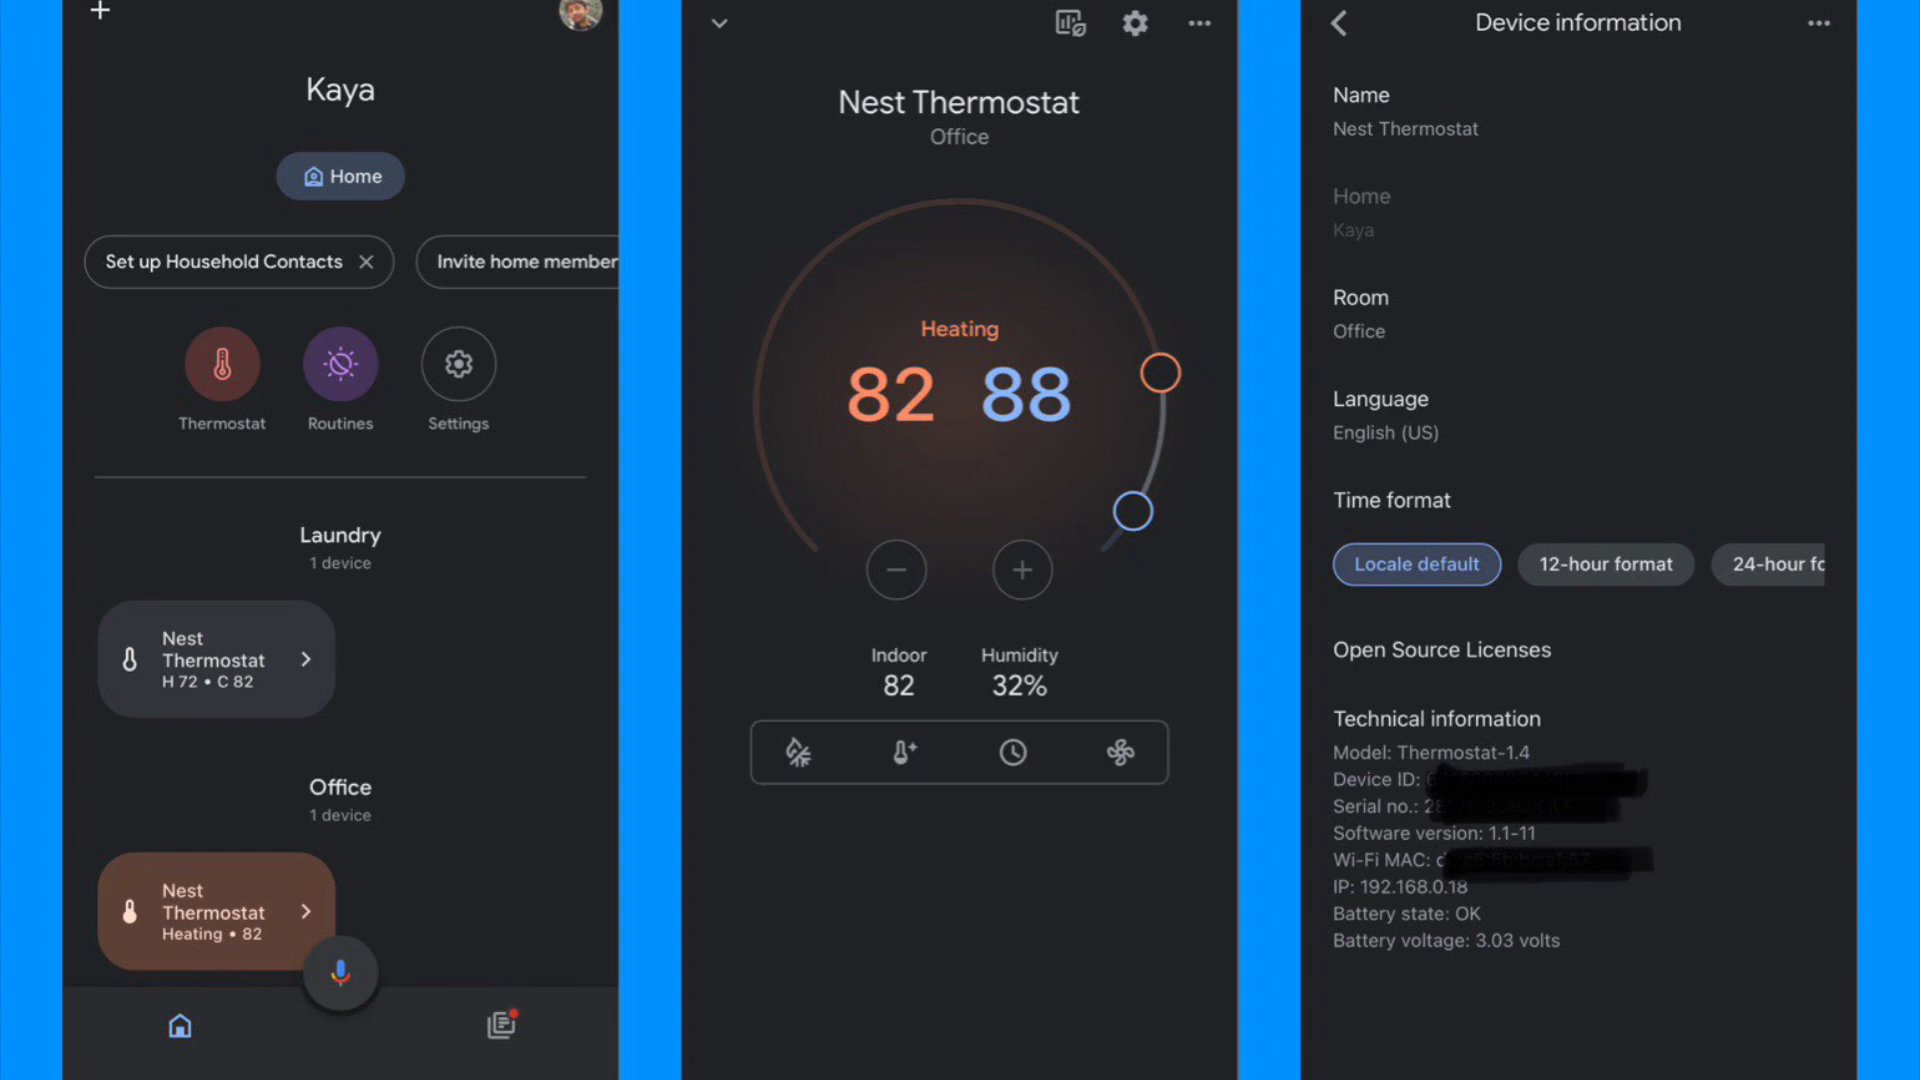 Kaya
Home
Set up Household Contacts
Invite home member
Thermostat
Routines
Settings
Laundry
1 device
Nest
Thermostat
H 72 • C 82
Office
1 device
Nest
Thermostat
Heating • 82
Nest Thermostat
Office
Heating
82 88
Indoor
82
Humidity
32%
Device information
Name
Nest Thermostat
Home
Kaya
Room
Office
Language
English (US)
Time format
Locale default
12-hour format
24-hour fo
Open Source Licenses
Technical information
Model: Thermostat-1.4
Device ID:
Serial no.:
Software version: 1.1-11
Wi-Fi MAC:
IP: 192.168.0.18
Battery state: OK
Battery voltage: 3.03 volts